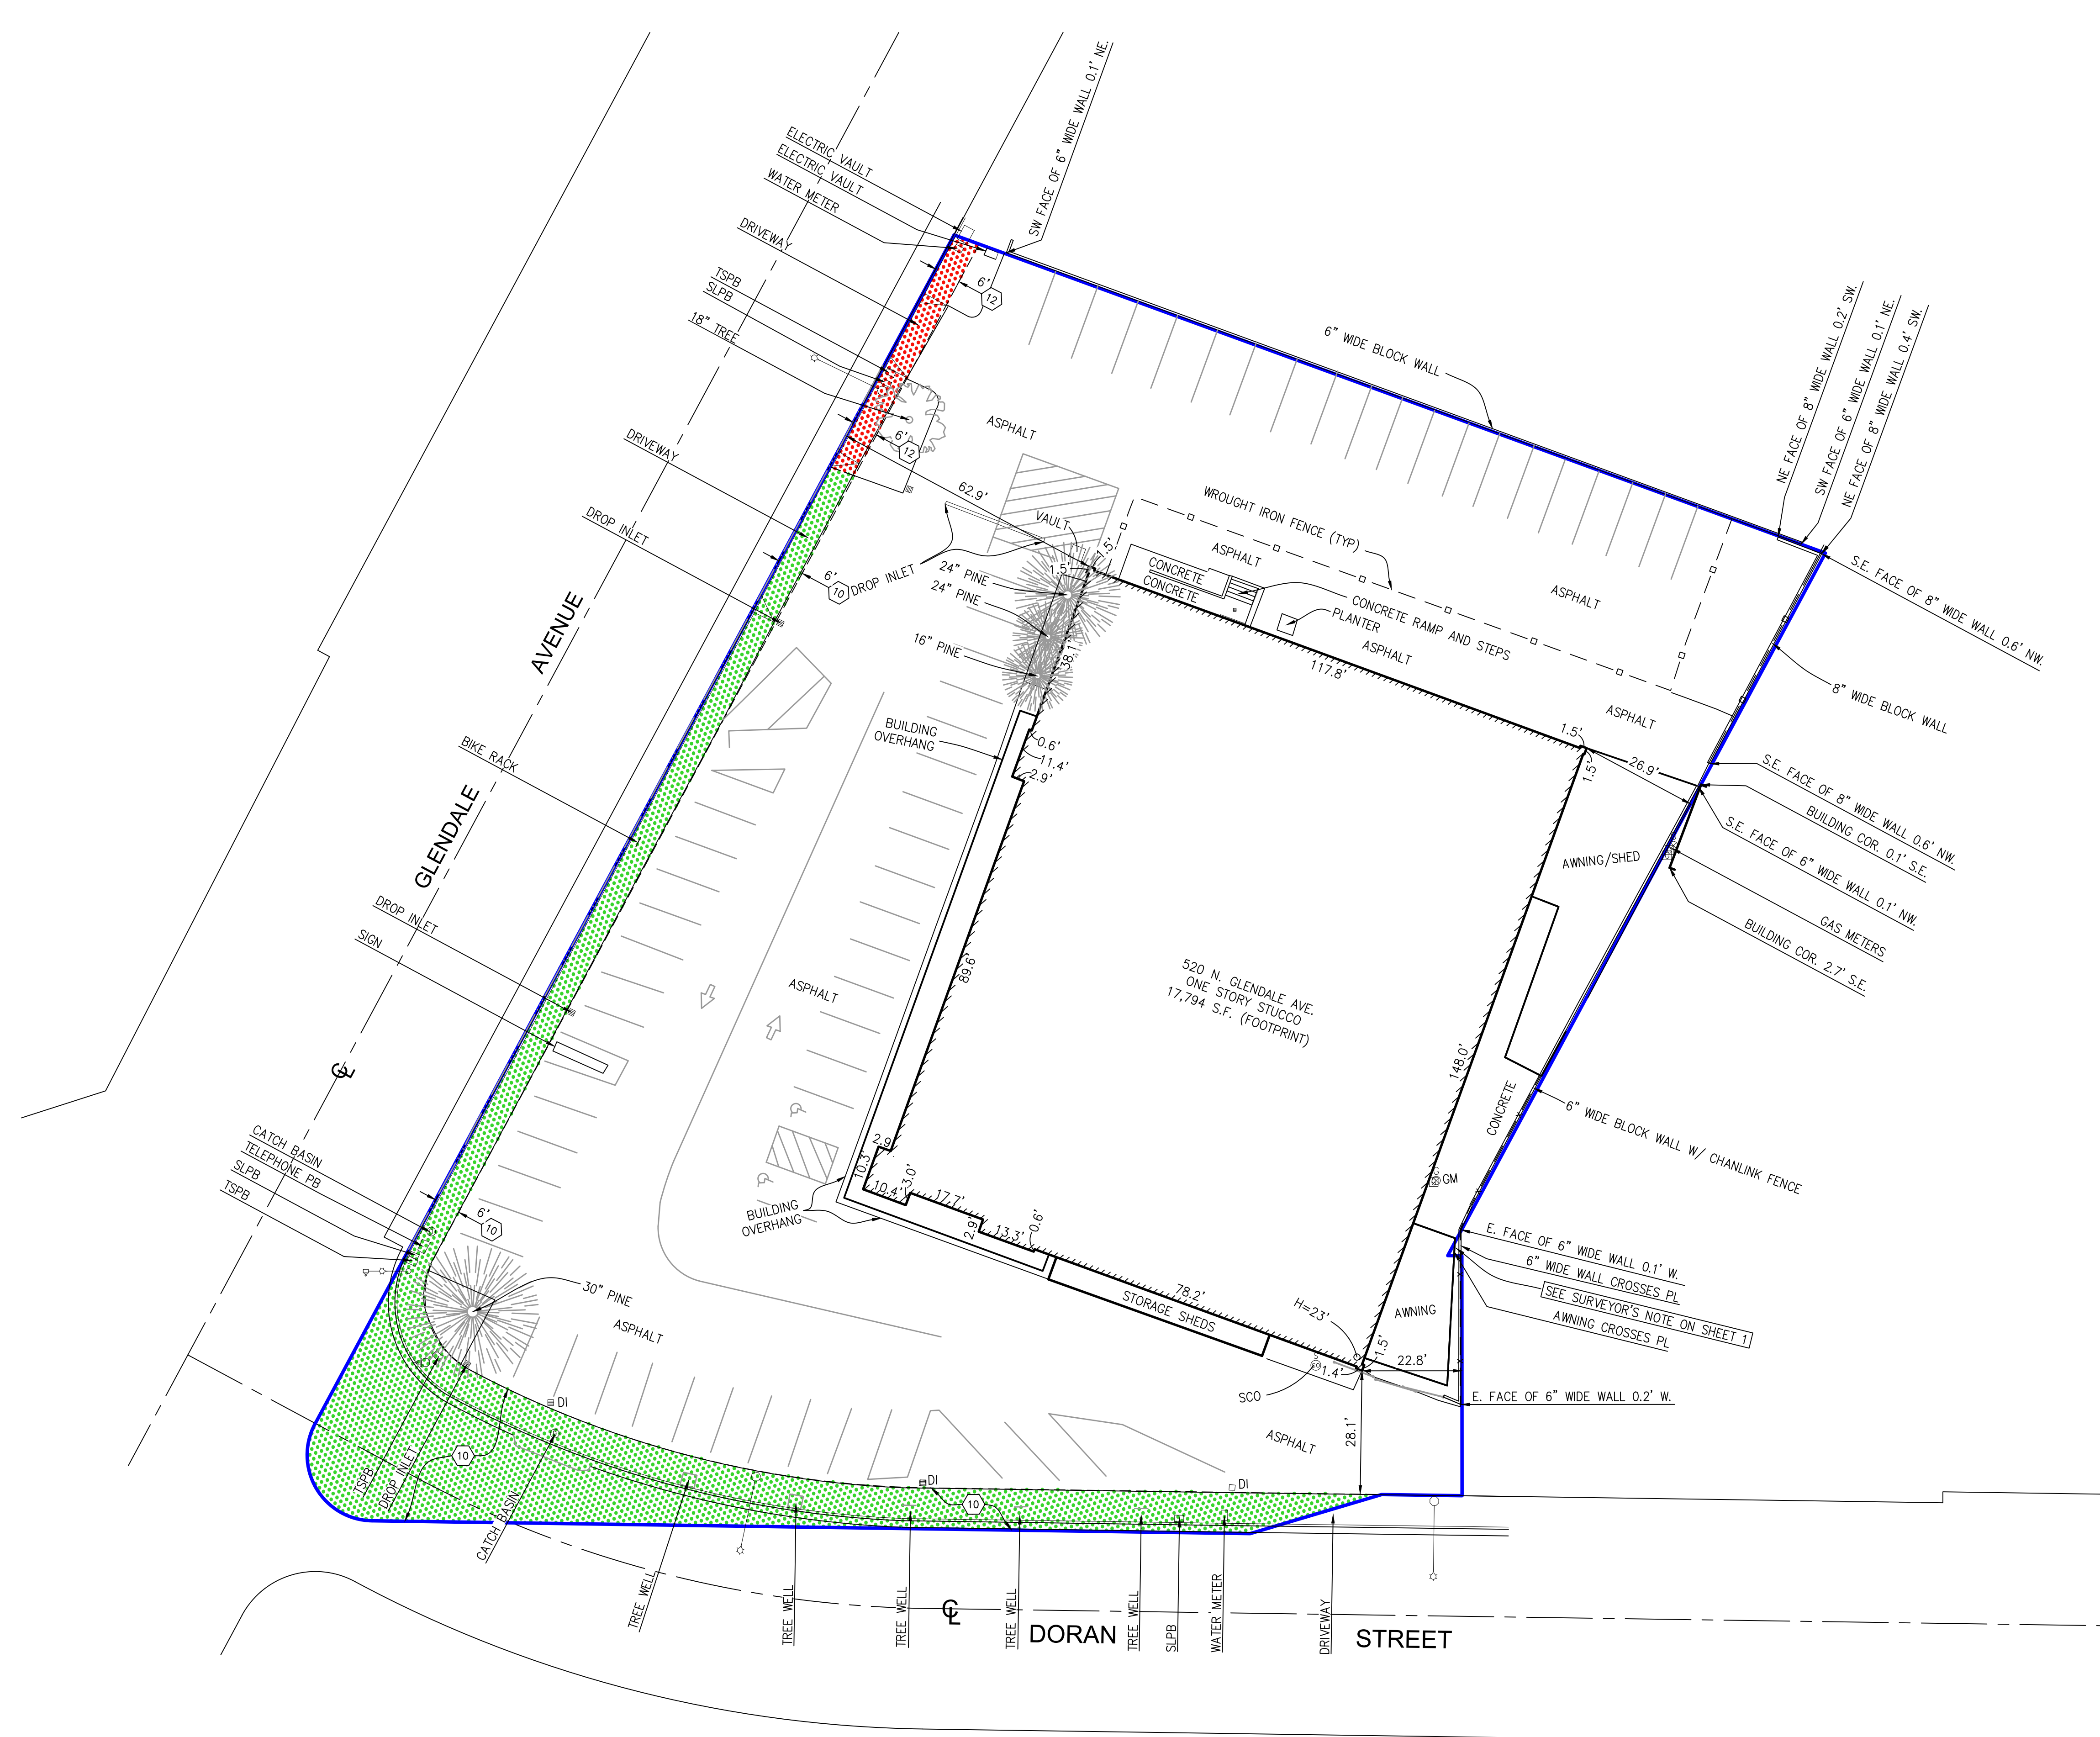 SW FACE OF 6" WIDE WALL 0.1' NE.
ELECTRIC VAULT
ELECTRIC VAULT
WATER METER
DRIVEWAY
TSPB
SLPB
18" TREE
DRIVEWAY
DROP INLET
BIKE RACK
DROP INLET
SIGN
CATCH BASIN
TELEPHONE PB
SLPB
TSPB
GLENDALE
AVENUE
℄
6'
12
6'
12
6'
10
6'
10
62.9'
ASPHALT
6" WIDE BLOCK WALL
NE FACE OF 8" WIDE WALL 0.2' SW.
SW FACE OF 6" WIDE WALL 0.1' NE.
NE FACE OF 8" WIDE WALL 0.4' SW.
S.E. FACE OF 8" WIDE WALL 0.6' NW.
8" WIDE BLOCK WALL
WROUGHT IRON FENCE (TYP)
VAULT
1.5'
1.5'
DROP INLET
24" PINE
24" PINE
16" PINE
38.1'
CONCRETE
CONCRETE
ASPHALT
ASPHALT
CONCRETE RAMP AND STEPS
PLANTER
ASPHALT
117.8'
ASPHALT
BUILDING
OVERHANG
0.6'
11.4'
2.9'
1.5'
1.5'
26.9'
S.E. FACE OF 8" WIDE WALL 0.6' NW.
BUILDING COR. 0.1' S.E.
S.E. FACE OF 6" WIDE WALL 0.1' NW.
GAS METERS
BUILDING COR. 2.7' S.E.
AWNING/SHED
89.6'
ASPHALT
520 N. GLENDALE AVE.
ONE STORY STUCCO
17,794 S.F. (FOOTPRINT)
148.0'
CONCRETE
6" WIDE BLOCK WALL W/ CHANLINK FENCE
GM
2.9'
10.3'
10.4'
3.0'
17.7'
2.9'
13.3'
0.6'
BUILDING
OVERHANG
78.2'
STORAGE SHEDS
H=23'
AWNING
1.5'
1.4'
22.8'
SCO
28.1'
E. FACE OF 6" WIDE WALL 0.1' W.
6" WIDE WALL CROSSES PL
SEE SURVEYOR'S NOTE ON SHEET 1
AWNING CROSSES PL
E. FACE OF 6" WIDE WALL 0.2' W.
30" PINE
ASPHALT
ASPHALT
DI
DI
DI
10
10
TSPB
DROP INLET
CATCH BASIN
TREE WELL
TREE WELL
TREE WELL
TREE WELL
TREE WELL
SLPB
WATER METER
DRIVEWAY
℄
DORAN
STREET